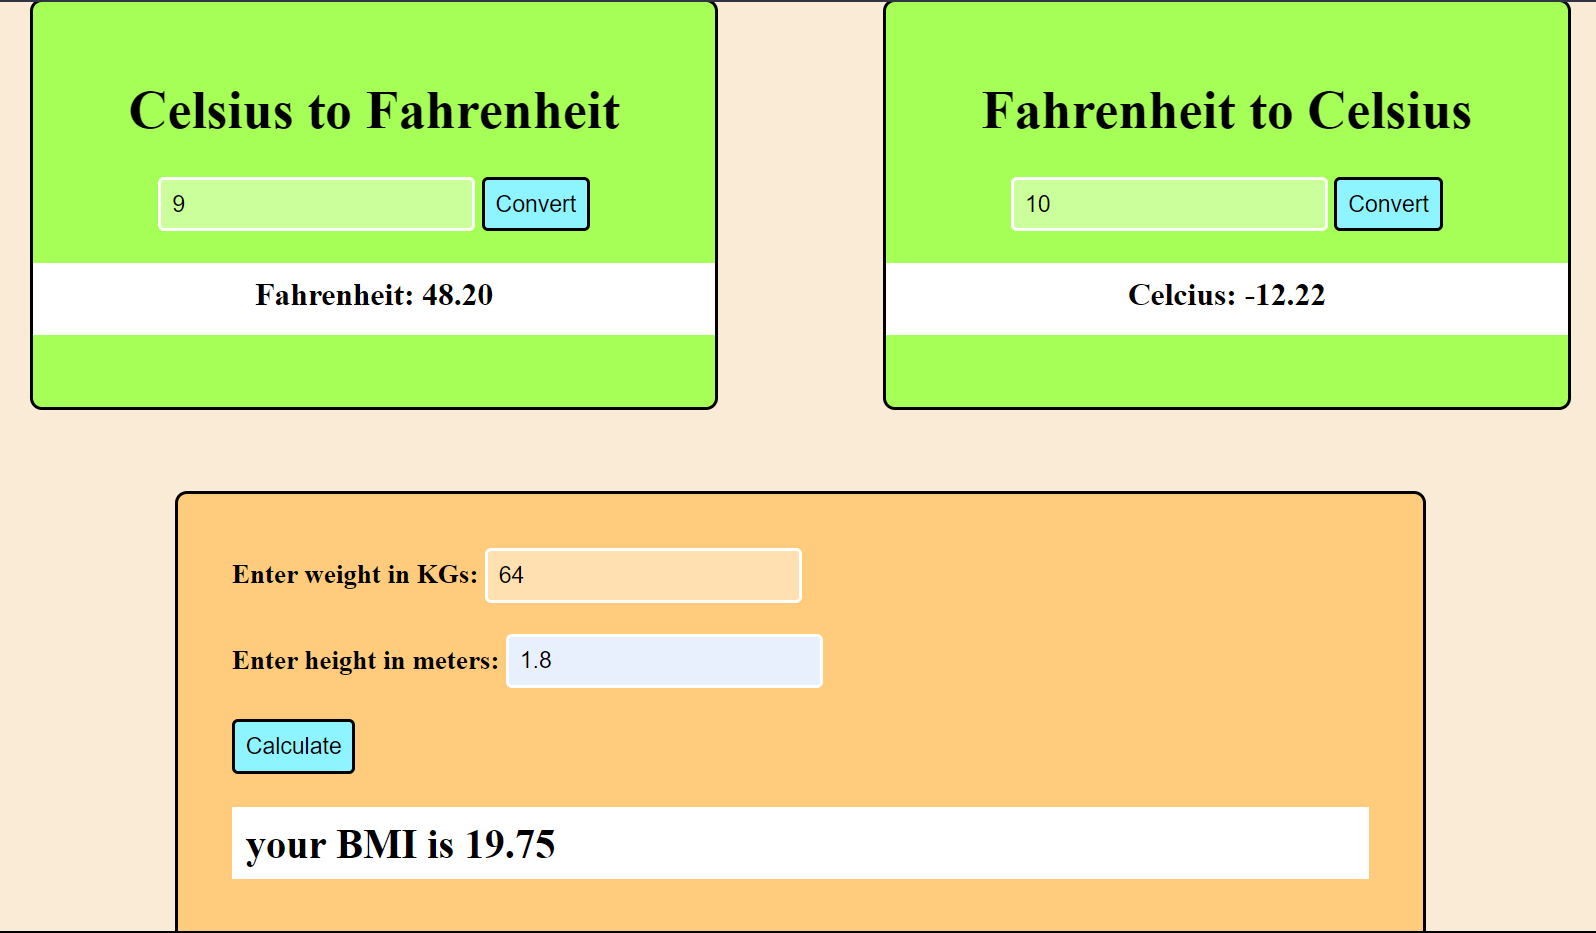 Celsius to Fahrenheit
9 Convert
Fahrenheit: 48.20
Fahrenheit to Celsius
10 Convert
Celcius: -12.22
Enter weight in KGs: 64
Enter height in meters: 1.8
Calculate
your BMI is 19.75